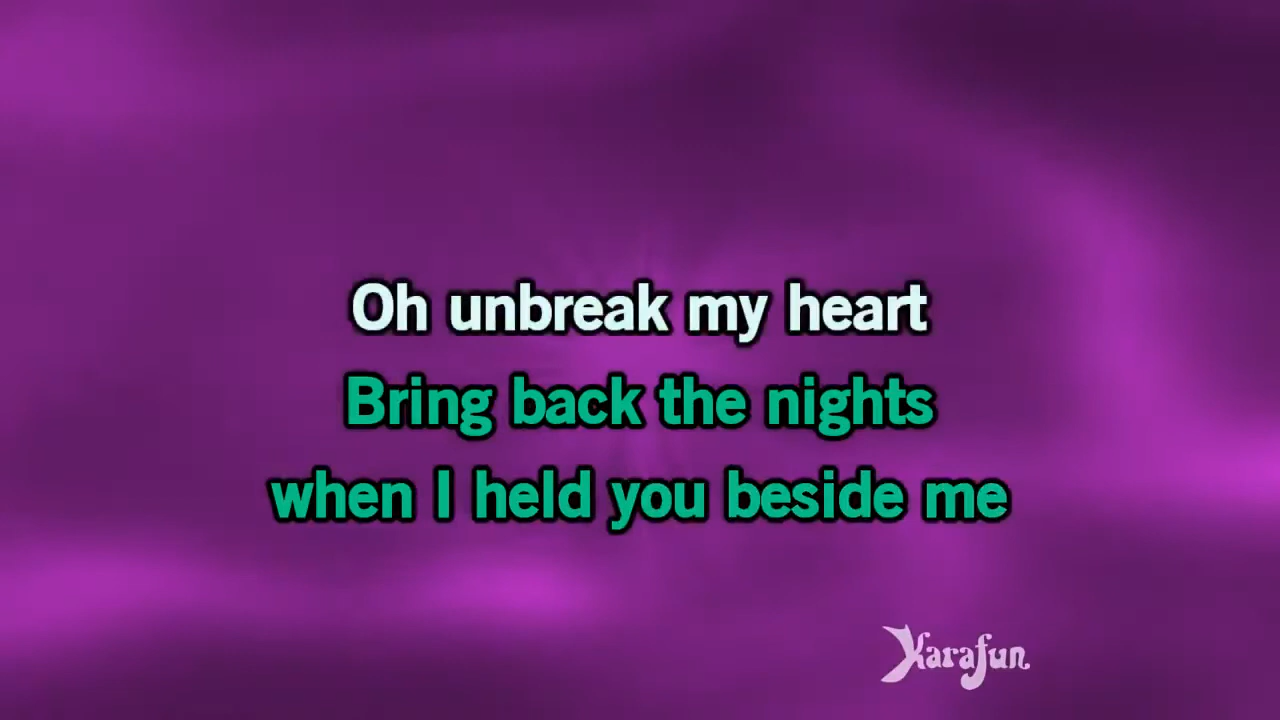 Oh unbreak my heart
Bring back the nights
when I held you beside me
Karafun